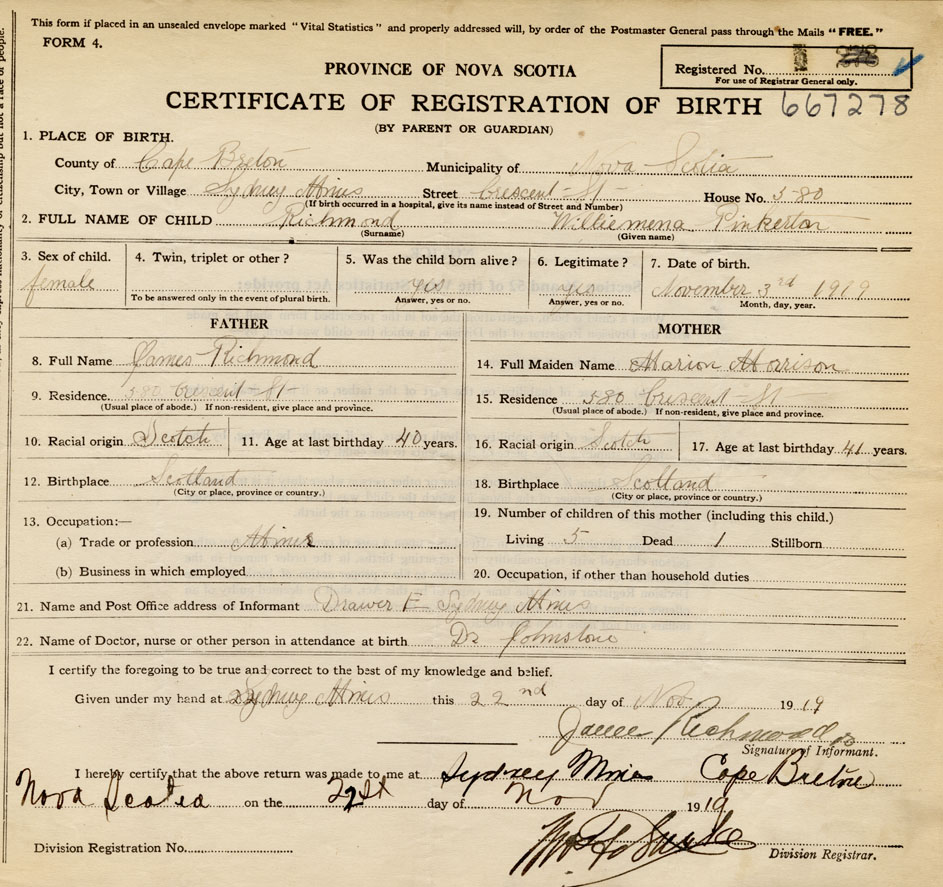 This form if placed in an unsealed envelope marked "Vital Statistics" and properly addressed will, by order of the Postmaster General pass through the Mails "FREE."
FORM 4.
Registered No.
For use of Registrar General only.
PROVINCE OF NOVA SCOTIA
CERTIFICATE OF REGISTRATION OF BIRTH 667278
(BY PARENT OR GUARDIAN)
1. PLACE OF BIRTH.
County of Cape Breton Municipality of Nova Scotia
City, Town or Village Sydney Mines Street Crescent St House No. 580
(If birth occurred in a hospital, give its name instead of Street and Number)
2. FULL NAME OF CHILD Richmond Williemena Pinkerton
(Surname) (Given name)
3. Sex of child. 4. Twin, triplet or other? 5. Was the child born alive? 6. Legitimate? 7. Date of birth.
female yes yes November 3rd 1919
To be answered only in the event of plural birth. Answer, yes or no. Answer, yes or no. Month, day, year.
FATHER MOTHER
8. Full Name James Richmond 14. Full Maiden Name Marion Morrison
9. Residence. 580 Crescent St 15. Residence 580 Crescent St
(Usual place of abode.) If non-resident, give place and province. (Usual place of abode.) If non-resident, give place and province.
10. Racial origin Scotch 11. Age at last birthday 40 years. 16. Racial origin Scotch 17. Age at last birthday 41 years.
12. Birthplace Scotland 18. Birthplace Scotland
(City or place, province or country.) (City or place, province or country.)
13. Occupation:— 19. Number of children of this mother (including this child.)
(a) Trade or profession Miner Living 5 Dead 1 Stillborn
(b) Business in which employed 20. Occupation, if other than household duties
21. Name and Post Office address of Informant Drawer E Sydney Mines
22. Name of Doctor, nurse or other person in attendance at birth Dr Johnstone
I certify the foregoing to be true and correct to the best of my knowledge and belief.
Given under my hand at Sydney Mines this 22nd day of Nov 1919
James Richmond
Signature of Informant.
I hereby certify that the above return was made to me at Sydney Mines Cape Breton
Nova Scotia on the day of Nov 1919
Division Registration No. Division Registrar.